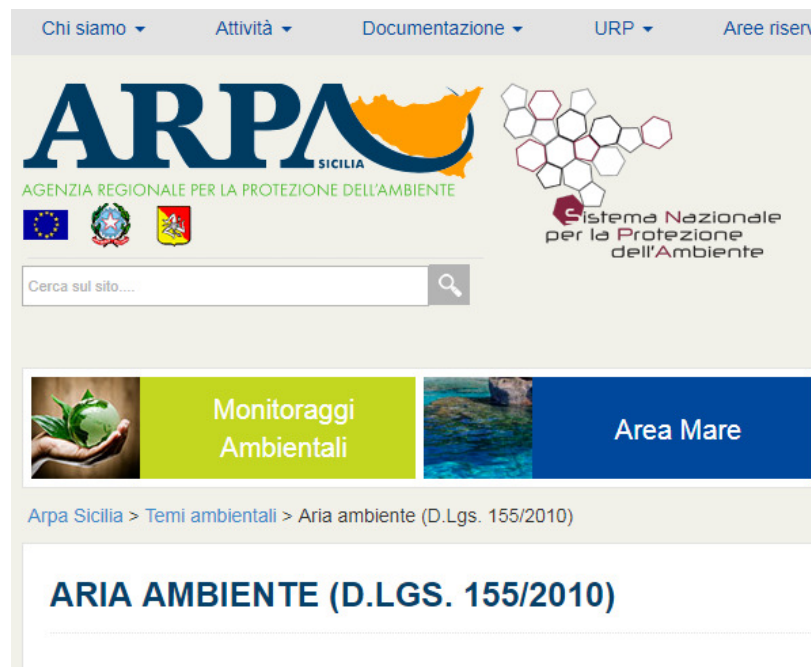 Chi siamo
Attività
Documentazione
URP
Aree riserv
ARPA
SICILIA
AGENZIA REGIONALE PER LA PROTEZIONE DELL'AMBIENTE
Sistema Nazionale
per la Protezione
dell'Ambiente
Cerca sul sito....
Monitoraggi
Ambientali
Area Mare
Arpa Sicilia > Temi ambientali > Aria ambiente (D.Lgs. 155/2010)
ARIA AMBIENTE (D.LGS. 155/2010)